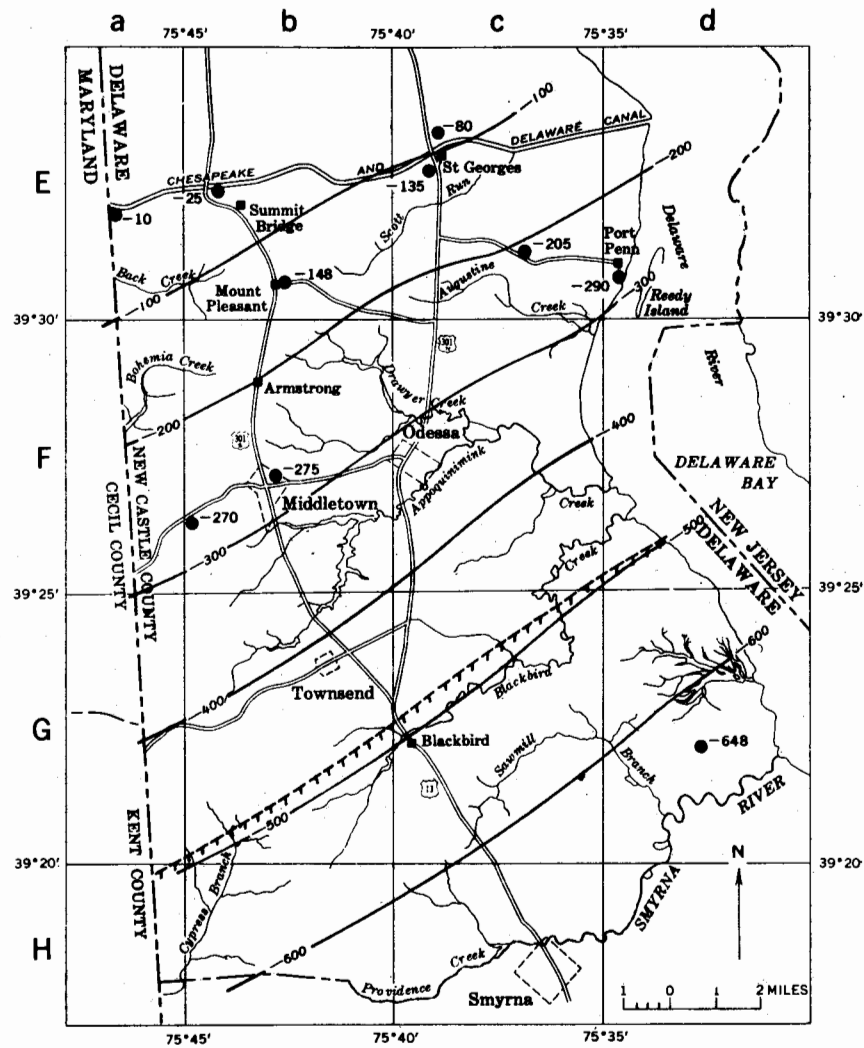 a b c d
75°45' 75°40' 75°35'
MARYLAND
DELAWARE
-100
-80
CHESAPEAKE AND DELAWARE CANAL
E
-25
-135
St Georges
-200
-10
Summit
Bridge
Scott Run
Port
Penn
Delaware
-205
Back Creek
-148
Mount
Pleasant
Augustine
Creek
-290
-300
Reedy
Island
-100
39°30' 39°30'
301
River
Bohemia Creek
Drawyer Creek
Armstrong
-200
Odessa
-400
301
F
-275
Appoquinimink
DELAWARE
BAY
NEW CASTLE COUNTY
CECIL COUNTY
Middletown
Creek
-270
-300
Creek
-500
NEW JERSEY
DELAWARE
39°25' 39°25'
-600
-400
Townsend
Blackbird
G
Blackbird
Sawmill
Branch
-648
13
RIVER
-500
KENT COUNTY
39°20' 39°20'
N
Cypress Branch
SMYRNA
H
-600
Creek
Providence
Smyrna
1 0 1 2 MILES
75°45' 75°40' 75°35'